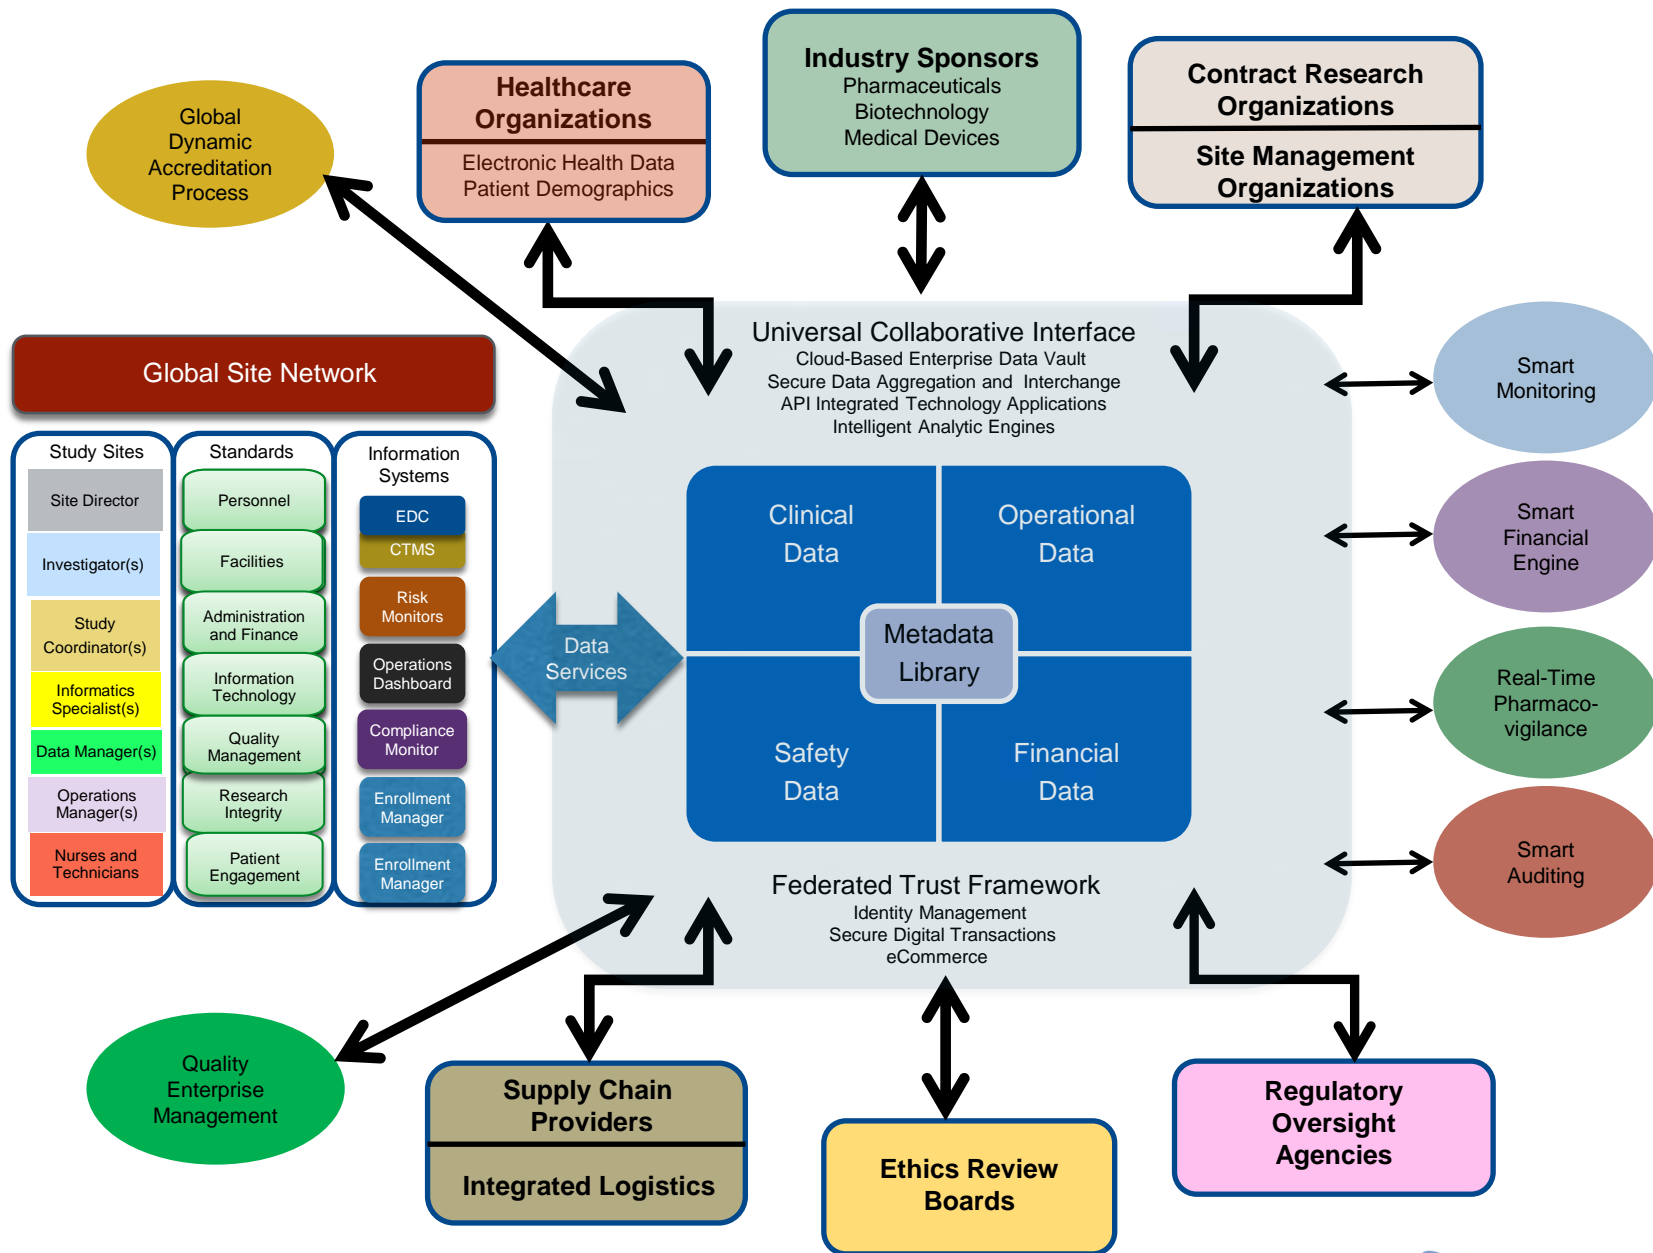 Industry Sponsors
Pharmaceuticals
Biotechnology
Medical Devices
Healthcare
Organizations
Electronic Health Data
Patient Demographics
Contract Research
Organizations
Site Management
Organizations
Global
Dynamic
Accreditation
Process
Universal Collaborative Interface
Cloud-Based Enterprise Data Vault
Secure Data Aggregation and Interchange
API Integrated Technology Applications
Intelligent Analytic Engines
Global Site Network
Study Sites
Site Director
Investigator(s)
Study
Coordinator(s)
Informatics
Specialist(s)
Data Manager(s)
Operations
Manager(s)
Nurses and
Technicians
Standards
Personnel
Facilities
Administration
and Finance
Information
Technology
Quality
Management
Research
Integrity
Patient
Engagement
Information
Systems
EDC
CTMS
Risk
Monitors
Operations
Dashboard
Compliance
Monitor
Enrollment
Manager
Enrollment
Manager
Data
Services
Clinical
Data
Operational
Data
Metadata
Library
Safety
Data
Financial
Data
Smart
Monitoring
Smart
Financial
Engine
Real-Time
Pharmaco-
vigilance
Smart
Auditing
Federated Trust Framework
Identity Management
Secure Digital Transactions
eCommerce
Quality
Enterprise
Management
Supply Chain
Providers
Integrated Logistics
Ethics Review
Boards
Regulatory
Oversight
Agencies